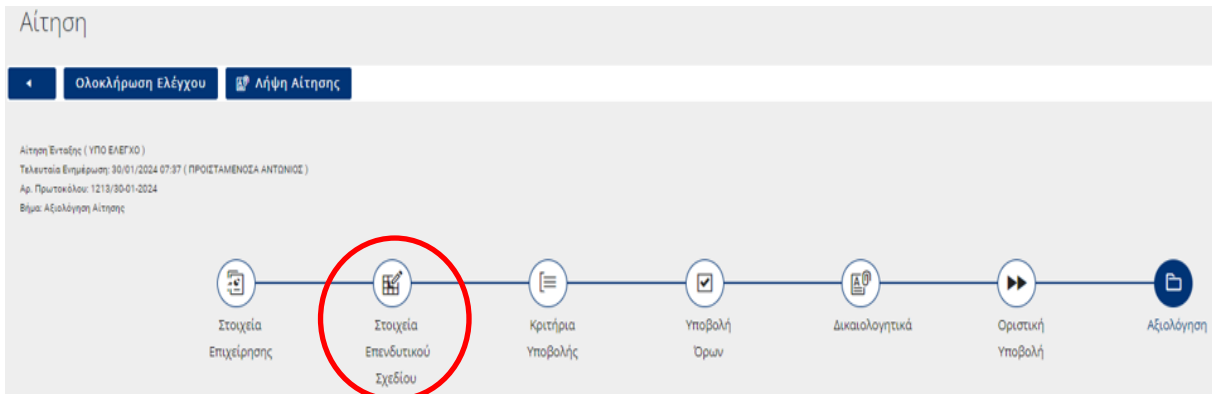 Αίτηση
Ολοκλήρωση Ελέγχου Λήψη Αίτησης
Αίτηση Ένταξης ( ΥΠΟ ΕΛΕΓΧΟ )
Τελευταία Ενημέρωση: 30/01/2024 07:37 ( ΠΡΟΙΣΤΑΜΕΝΟΣΑ ΑΝΤΩΝΙΟΣ )
Αρ. Πρωτοκόλου: 1213/30-01-2024
Βήμα: Αξιολόγηση Αίτησης
Στοιχεία Επιχείρησης
Στοιχεία Επενδυτικού Σχεδίου
Κριτήρια Υποβολής
Υποβολή Όρων
Δικαιολογητικά
Οριστική Υποβολή
Αξιολόγηση